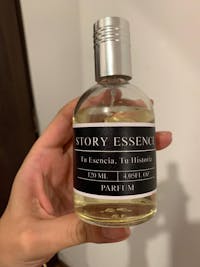 STORY ESSENCE
Tu Esencia, Tu Historia
120 ML 4.05FL OZ
PARFUM